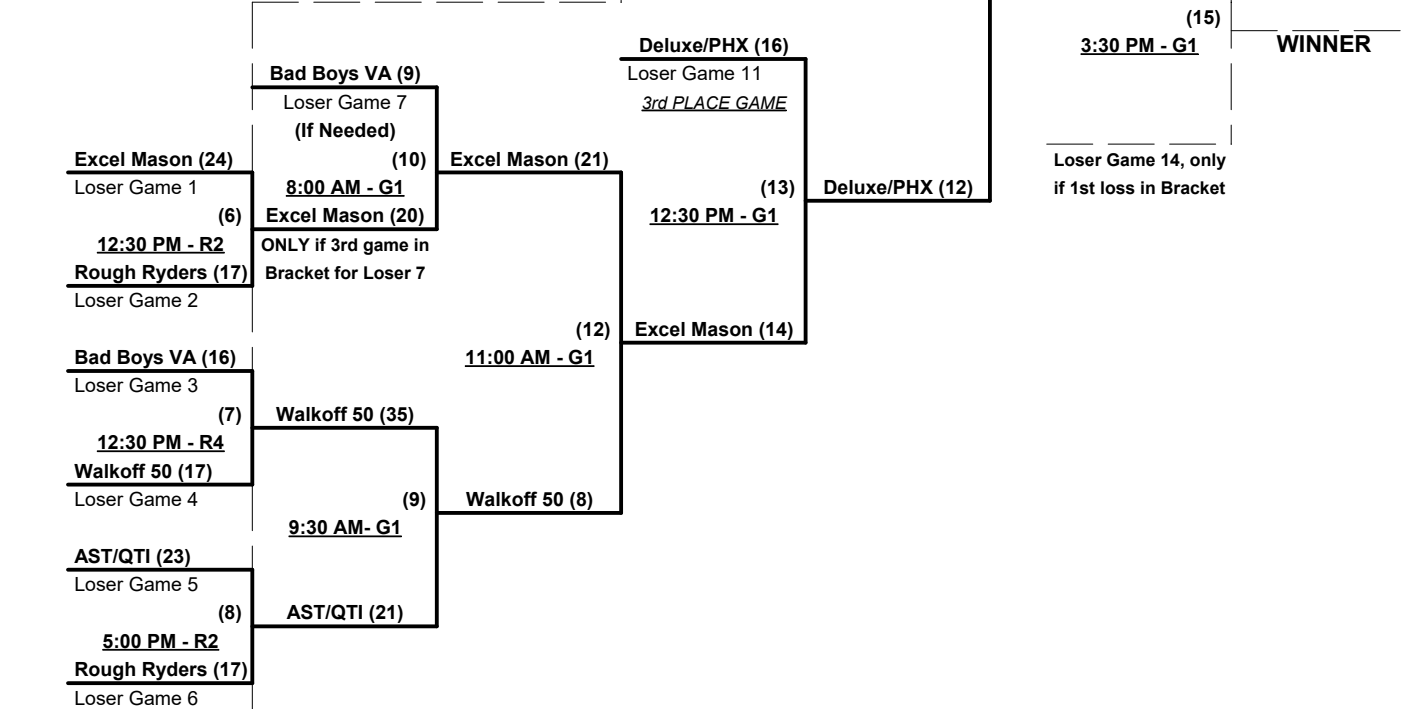 (15)
3:30 PM - G1
WINNER
Deluxe/PHX (16)
Loser Game 11
3rd PLACE GAME
Bad Boys VA (9)
Loser Game 7
(If Needed)
Excel Mason (24)
(10)
Excel Mason (21)
Loser Game 14, only
Loser Game 1
8:00 AM - G1
(13)
Deluxe/PHX (12)
if 1st loss in Bracket
(6)
Excel Mason (20)
12:30 PM - G1
12:30 PM - R2
ONLY if 3rd game in
Rough Ryders (17)
Bracket for Loser 7
Loser Game 2
(12)
Excel Mason (14)
Bad Boys VA (16)
11:00 AM - G1
Loser Game 3
(7)
Walkoff 50 (35)
12:30 PM - R4
Walkoff 50 (17)
Loser Game 4
(9)
Walkoff 50 (8)
9:30 AM- G1
AST/QTI (23)
Loser Game 5
(8)
AST/QTI (21)
5:00 PM - R2
Rough Ryders (17)
Loser Game 6